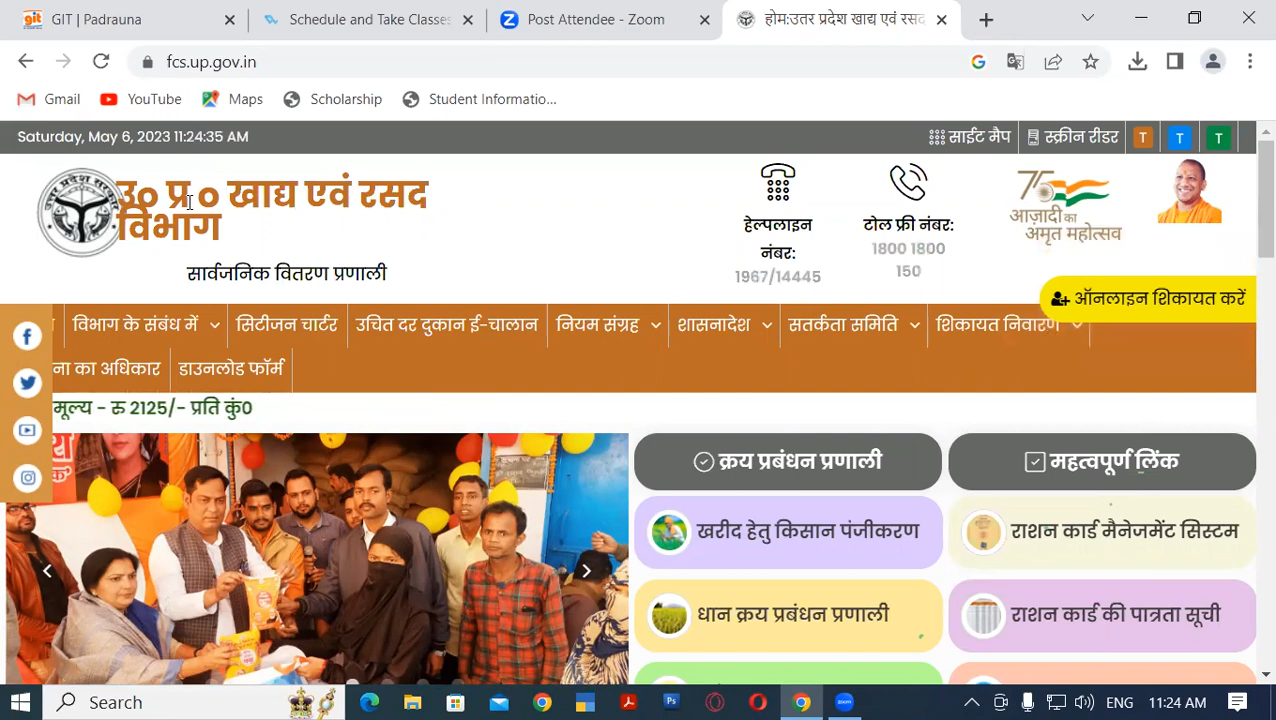 GIT | Padrauna
Schedule and Take Classes
Post Attendee - Zoom
होम:उतर प्रदेश खाद्य एवं रसद
fcs.up.gov.in
Gmail
YouTube
Maps
Scholarship
Student Informatio...
Saturday, May 6, 2023 11:24:35 AM
साईट मैप
स्क्रीन रीडर
T
T
T
उ० प्र० खाद्य एवं रसद
विभाग
सार्वजनिक वितरण प्रणाली
हेल्पलाइन
नंबर:
1967/14445
टोल फ्री नंबर:
1800 1800
150
75
आज़ादी का
अमृत महोत्सव
ऑनलाइन शिकायत करें
विभाग के संबंध में
सिटीजन चार्टर
उचित दर दुकान ई-चालान
नियम संग्रह
शासनादेश
सतर्कता समिति
शिकायत निवारण
ना का अधिकार
डाउनलोड फॉर्म
मूल्य - रु 2125/- प्रति कुं0
क्रय प्रबंधन प्रणाली
महत्वपूर्ण लिंक
खरीद हेतु किसान पंजीकरण
राशन कार्ड मैनेजमेंट सिस्टम
धान क्रय प्रबंधन प्रणाली
राशन कार्ड की पात्रता सूची
Search
ENG
11:24 AM